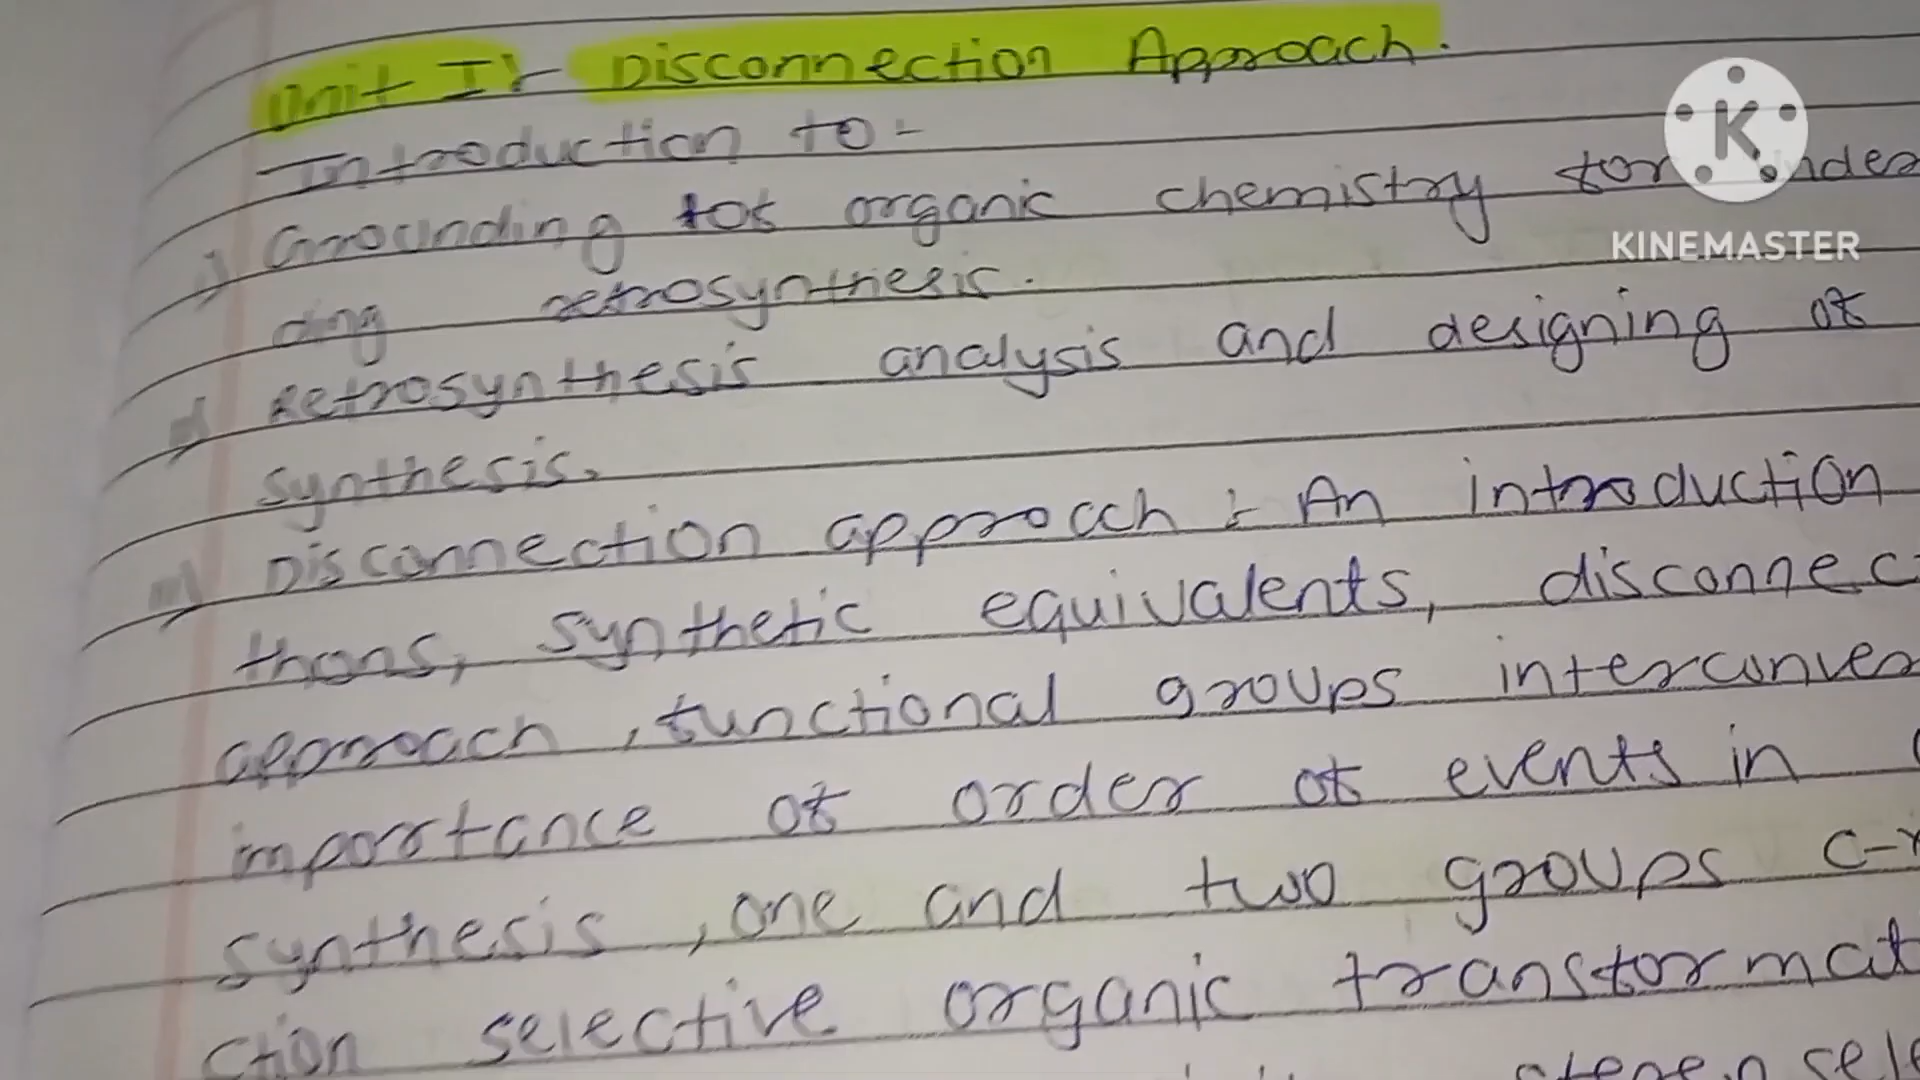 Unit I:- Disconnection Approach.
Introduction to:-
i) Grounding for organic chemistry for
ding retrosynthesis.
Retrosynthesis analysis and designing of
synthesis.
Disconnection approach :- An introduction
thons, synthetic equivalents, disconnec
approach, functional groups interconver
importance of order of events in
synthesis, one and two groups C-
ction selective organic transformat
K
KINEMASTER